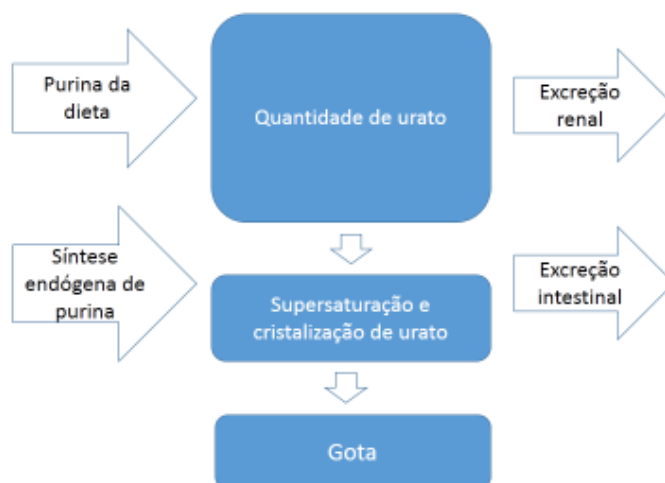 Purina da
dieta
Quantidade de urato
Excreção
renal
Síntese
endógena de
purina
Supersaturação e
cristalização de urato
Excreção
intestinal
Gota